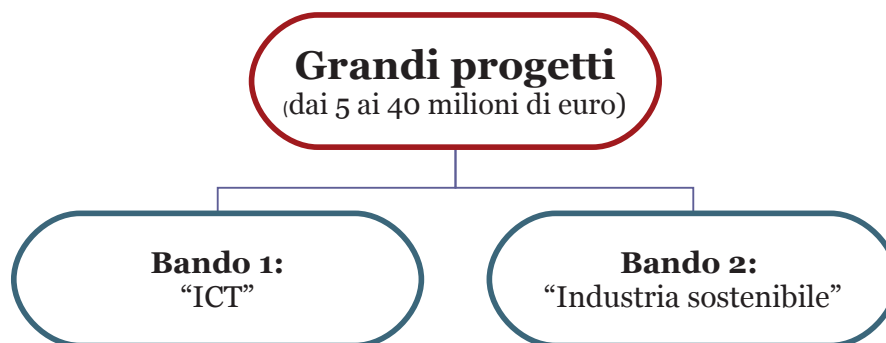 Grandi progetti
(dai 5 ai 40 milioni di euro)
Bando 1:
“ICT”
Bando 2:
“Industria sostenibile”